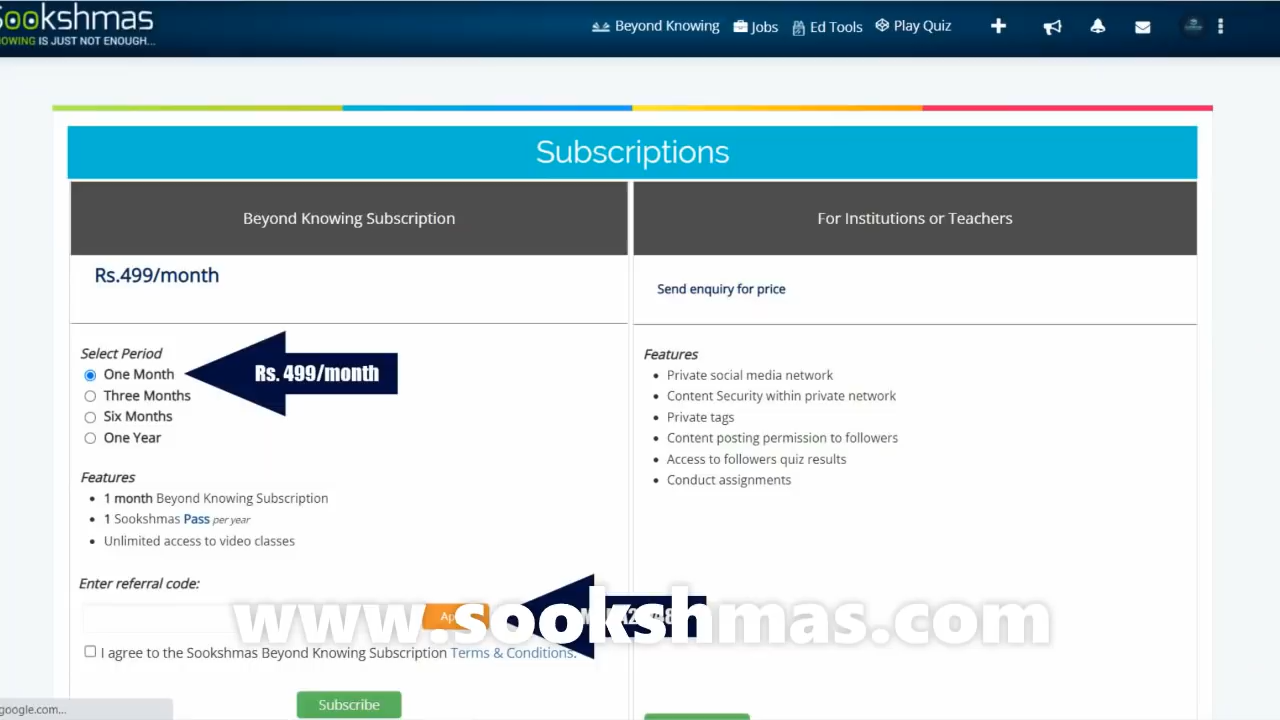 Sookshmas
OWING IS JUST NOT ENOUGH...
Beyond Knowing Jobs Ed Tools Play Quiz
Subscriptions
Beyond Knowing Subscription
Rs.499/month
Select Period
One Month
Rs. 499/month
Three Months
Six Months
One Year
Features
1 month Beyond Knowing Subscription
1 Sookshmas Pass per year
Unlimited access to video classes
Enter referral code:
www.sookshmas.com
I agree to the Sookshmas Beyond Knowing Subscription Terms & Conditions.
Subscribe
For Institutions or Teachers
Send enquiry for price
Features
Private social media network
Content Security within private network
Private tags
Content posting permission to followers
Access to followers quiz results
Conduct assignments
google.com...